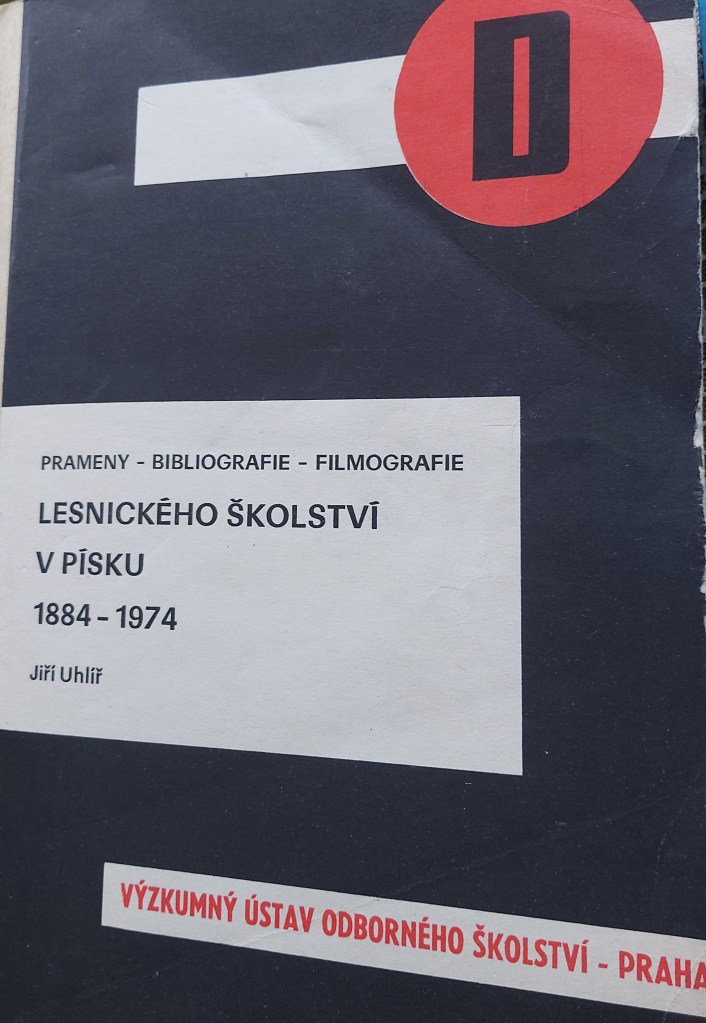 D
PRAMENY - BIBLIOGRAFIE - FILMOGRAFIE
LESNICKÉHO ŠKOLSTVÍ
V PÍSKU
1884 - 1974
Jiří Uhlíř
VÝZKUMNÝ ÚSTAV ODBORNÉHO ŠKOLSTVÍ - PRAHA